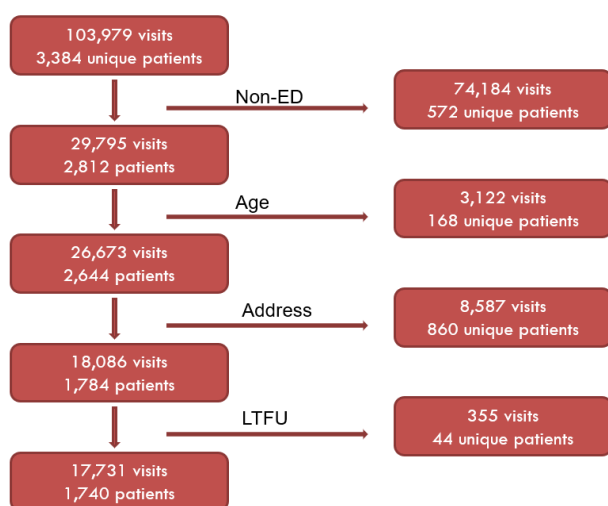 103,979 visits
3,384 unique patients
Non-ED
74,184 visits
572 unique patients
29,795 visits
2,812 patients
Age
3,122 visits
168 unique patients
26,673 visits
2,644 patients
Address
8,587 visits
860 unique patients
18,086 visits
1,784 patients
LTFU
355 visits
44 unique patients
17,731 visits
1,740 patients